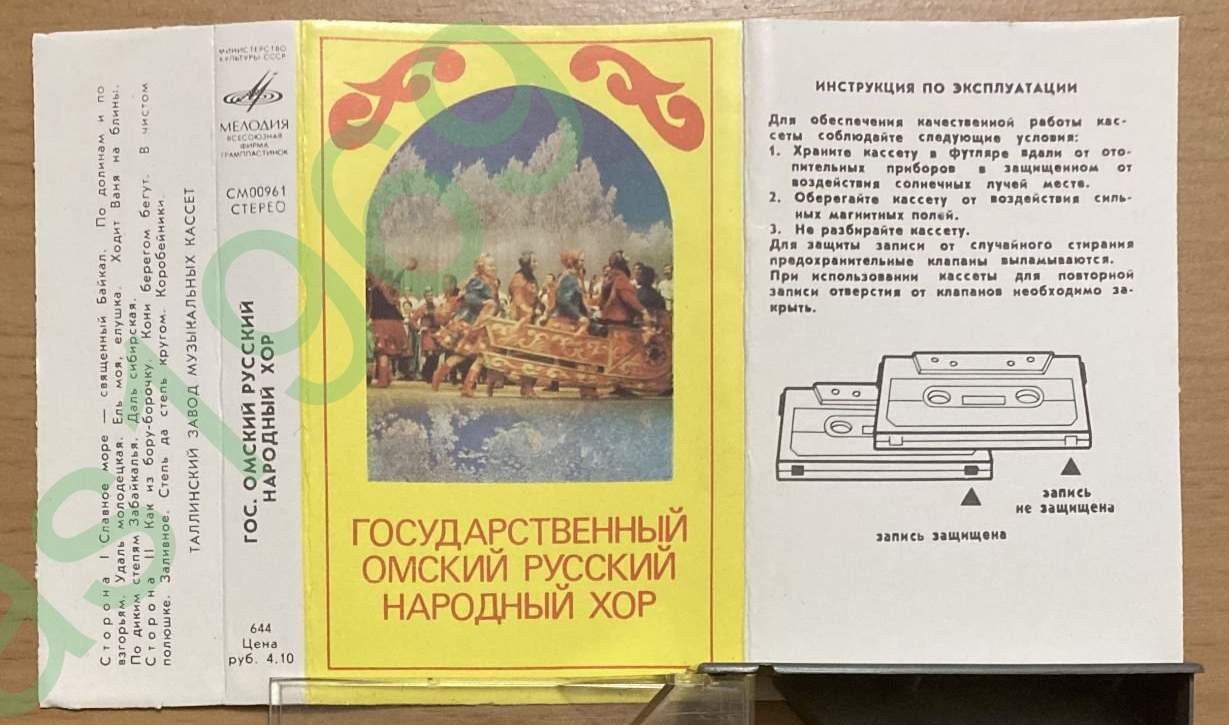 Сторона I Славное море — священный Байкал. По долинам и по
взгорьям. Удаль молодецкая. Ель моя, елушка. Ходит Ваня на блины.
По диким степям Забайкалья. Даль сибирская.
Сторона II Как из бору-борочку. Кони берегом бегут. В чистом
полюшке. Заливное. Степь да степь кругом. Коробейники.
ТАЛЛИНСКИЙ ЗАВОД МУЗЫКАЛЬНЫХ КАССЕТ
МИНИСТЕРСТВО
КУЛЬТУРЫ СССР
МЕЛОДИЯ
ВСЕСОЮЗНАЯ
ФИРМА
ГРАМПЛАСТИНОК
СМ00961
СТЕРЕО
ГОС. ОМСКИЙ РУССКИЙ
НАРОДНЫЙ ХОР
644
Цена
руб. 4.10
ГОСУДАРСТВЕННЫЙ
ОМСКИЙ РУССКИЙ
НАРОДНЫЙ ХОР
ИНСТРУКЦИЯ ПО ЭКСПЛУАТАЦИИ
Для обеспечения качественной работы кас-
сеты соблюдайте следующие условия:
1. Храните кассету в футляре вдали от ото-
пительных приборов в защищенном от
воздействия солнечных лучей месте.
2. Оберегайте кассету от воздействия силь-
ных магнитных полей.
3. Не разбирайте кассету.
Для защиты записи от случайного стирания
предохранительные клапаны выламываются.
При использовании кассеты для повторной
записи отверстия от клапанов необходимо за-
крыть.
запись
не защищена
запись защищена